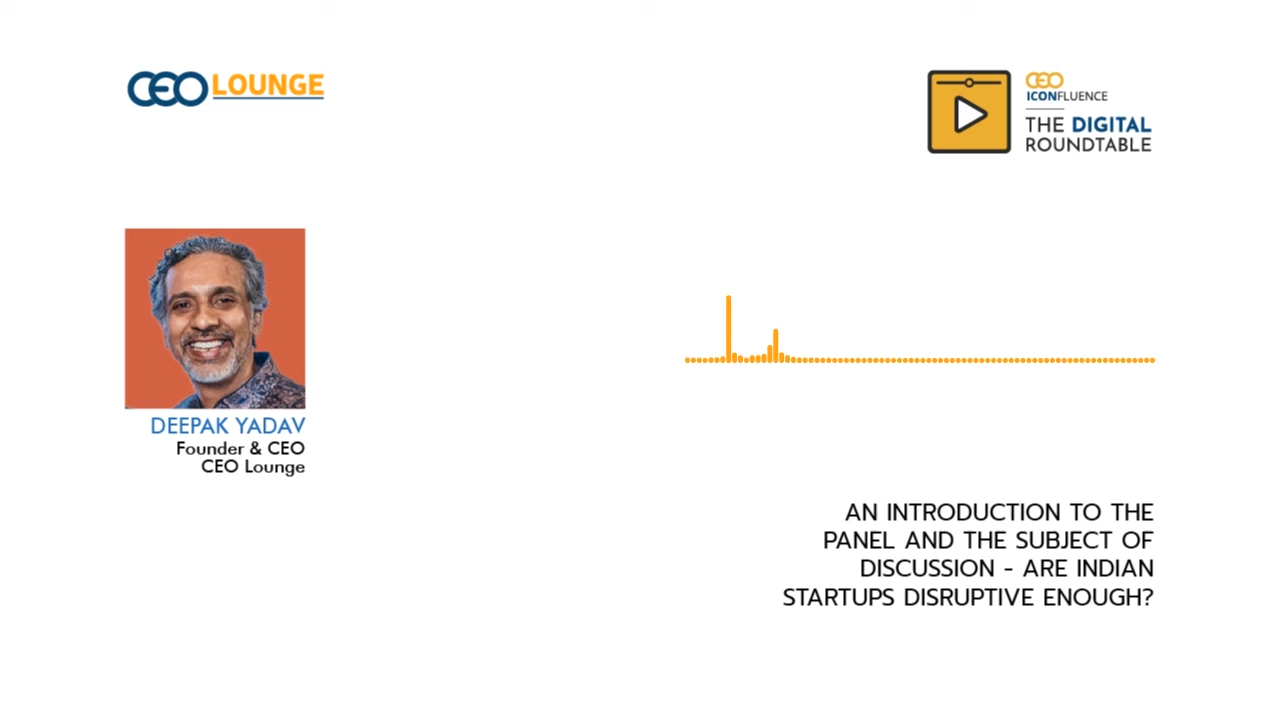 CEO LOUNGE
CEO
ICONFLUENCE
THE DIGITAL
ROUNDTABLE
DEEPAK YADAV
Founder & CEO
CEO Lounge
AN INTRODUCTION TO THE
PANEL AND THE SUBJECT OF
DISCUSSION - ARE INDIAN
STARTUPS DISRUPTIVE ENOUGH?